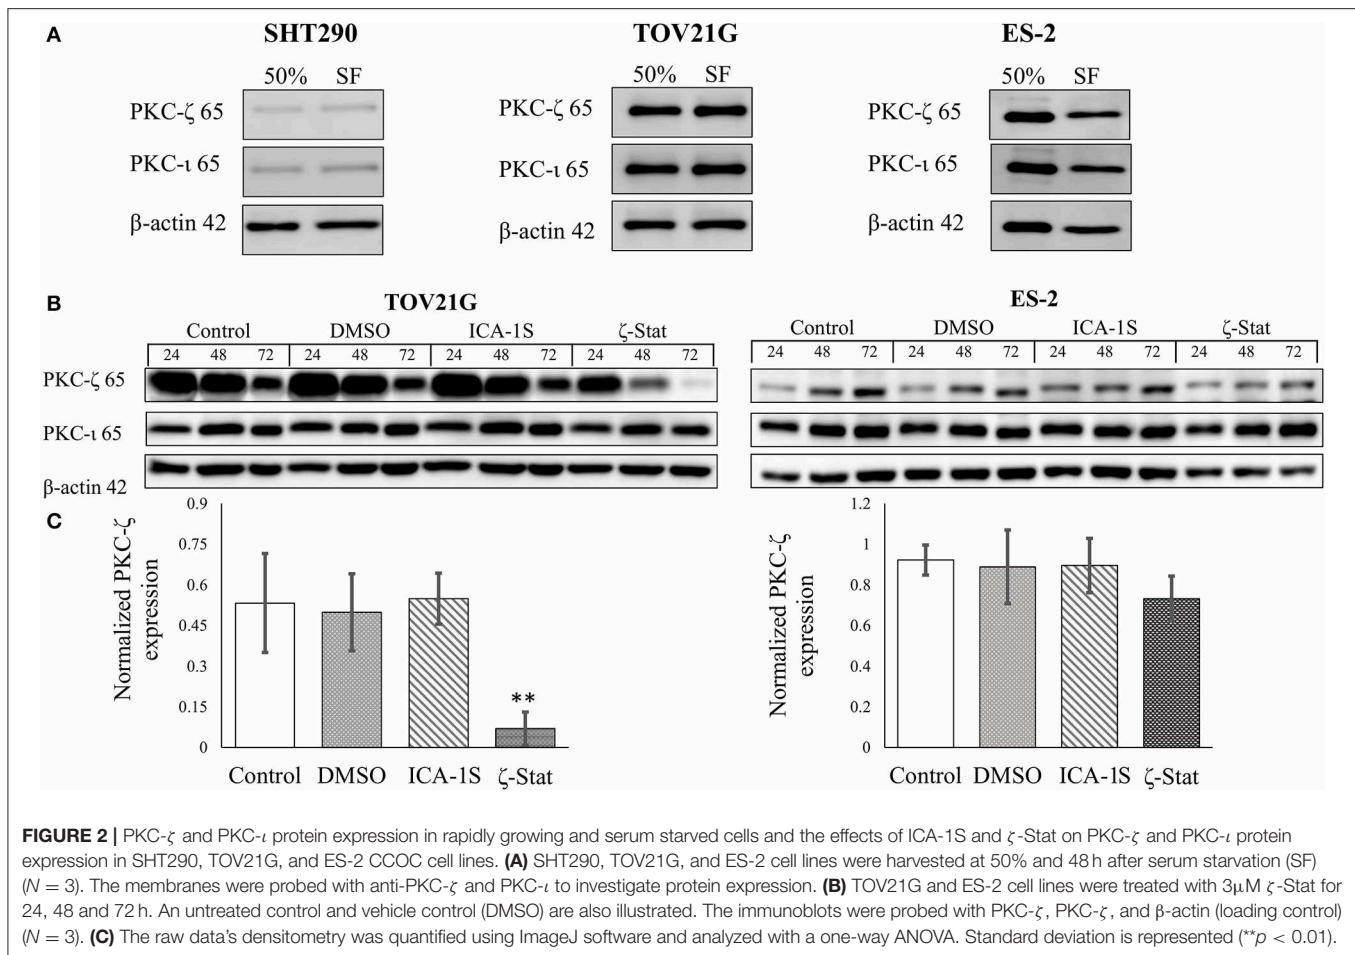 A
SHT290
TOV21G
ES-2
50% SF
50% SF
50% SF
PKC-ζ 65
PKC-ζ 65
PKC-ζ 65
PKC-ι 65
PKC-ι 65
PKC-ι 65
β-actin 42
β-actin 42
β-actin 42
B
TOV21G
ES-2
Control DMSO ICA-1S ζ-Stat
Control DMSO ICA-1S ζ-Stat
24 48 72 24 48 72 24 48 72 24 48 72
24 48 72 24 48 72 24 48 72 24 48 72
PKC-ζ 65
PKC-ι 65
β-actin 42
C
Normalized PKC-ζ
expression
0.9
0.75
0.6
0.45
0.3
0.15
0
**
Control DMSO ICA-1S ζ-Stat
Normalized PKC-ζ
expression
1.2
1
0.8
0.6
0.4
0.2
0
Control DMSO ICA-1S ζ-Stat
FIGURE 2 | PKC-ζ and PKC-ι protein expression in rapidly growing and serum starved cells and the effects of ICA-1S and ζ-Stat on PKC-ζ and PKC-ι protein
expression in SHT290, TOV21G, and ES-2 CCOC cell lines. (A) SHT290, TOV21G, and ES-2 cell lines were harvested at 50% and 48 h after serum starvation (SF)
(N = 3). The membranes were probed with anti-PKC-ζ and PKC-ι to investigate protein expression. (B) TOV21G and ES-2 cell lines were treated with 3μM ζ-Stat for
24, 48 and 72 h. An untreated control and vehicle control (DMSO) are also illustrated. The immunoblots were probed with PKC-ζ, PKC-ζ, and β-actin (loading control)
(N = 3). (C) The raw data's densitometry was quantified using ImageJ software and analyzed with a one-way ANOVA. Standard deviation is represented (**p < 0.01).